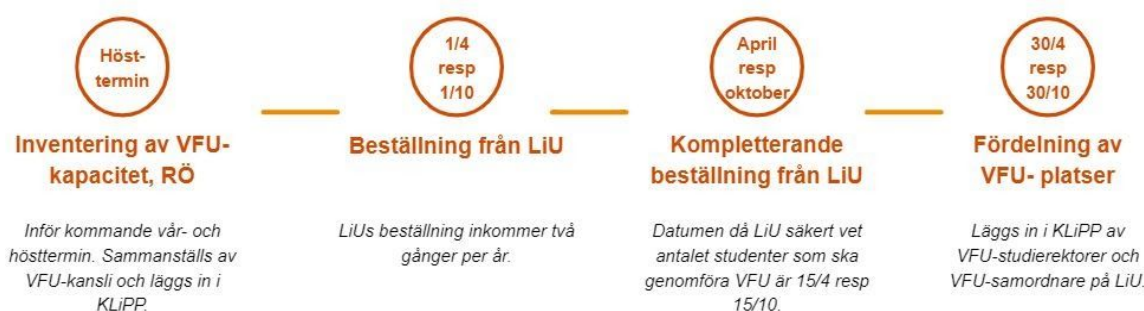 Höst-
termin
Inventering av VFU-
kapacitet, RÖ
Inför kommande vår- och
hösttermin. Sammanställs av
VFU-kansli och läggs in i
KLiPP.
1/4
resp
1/10
Beställning från LiU
LiUs beställning inkommer två
gånger per år.
April
resp
oktober
Kompletterande
beställning från LiU
Datumen då LiU säkert vet
antalet studenter som ska
genomföra VFU är 15/4 resp
15/10.
30/4
resp
30/10
Fördelning av
VFU- platser
Läggs in i KLiPP av
VFU-studierektorer och
VFU-samordnare på LiU.